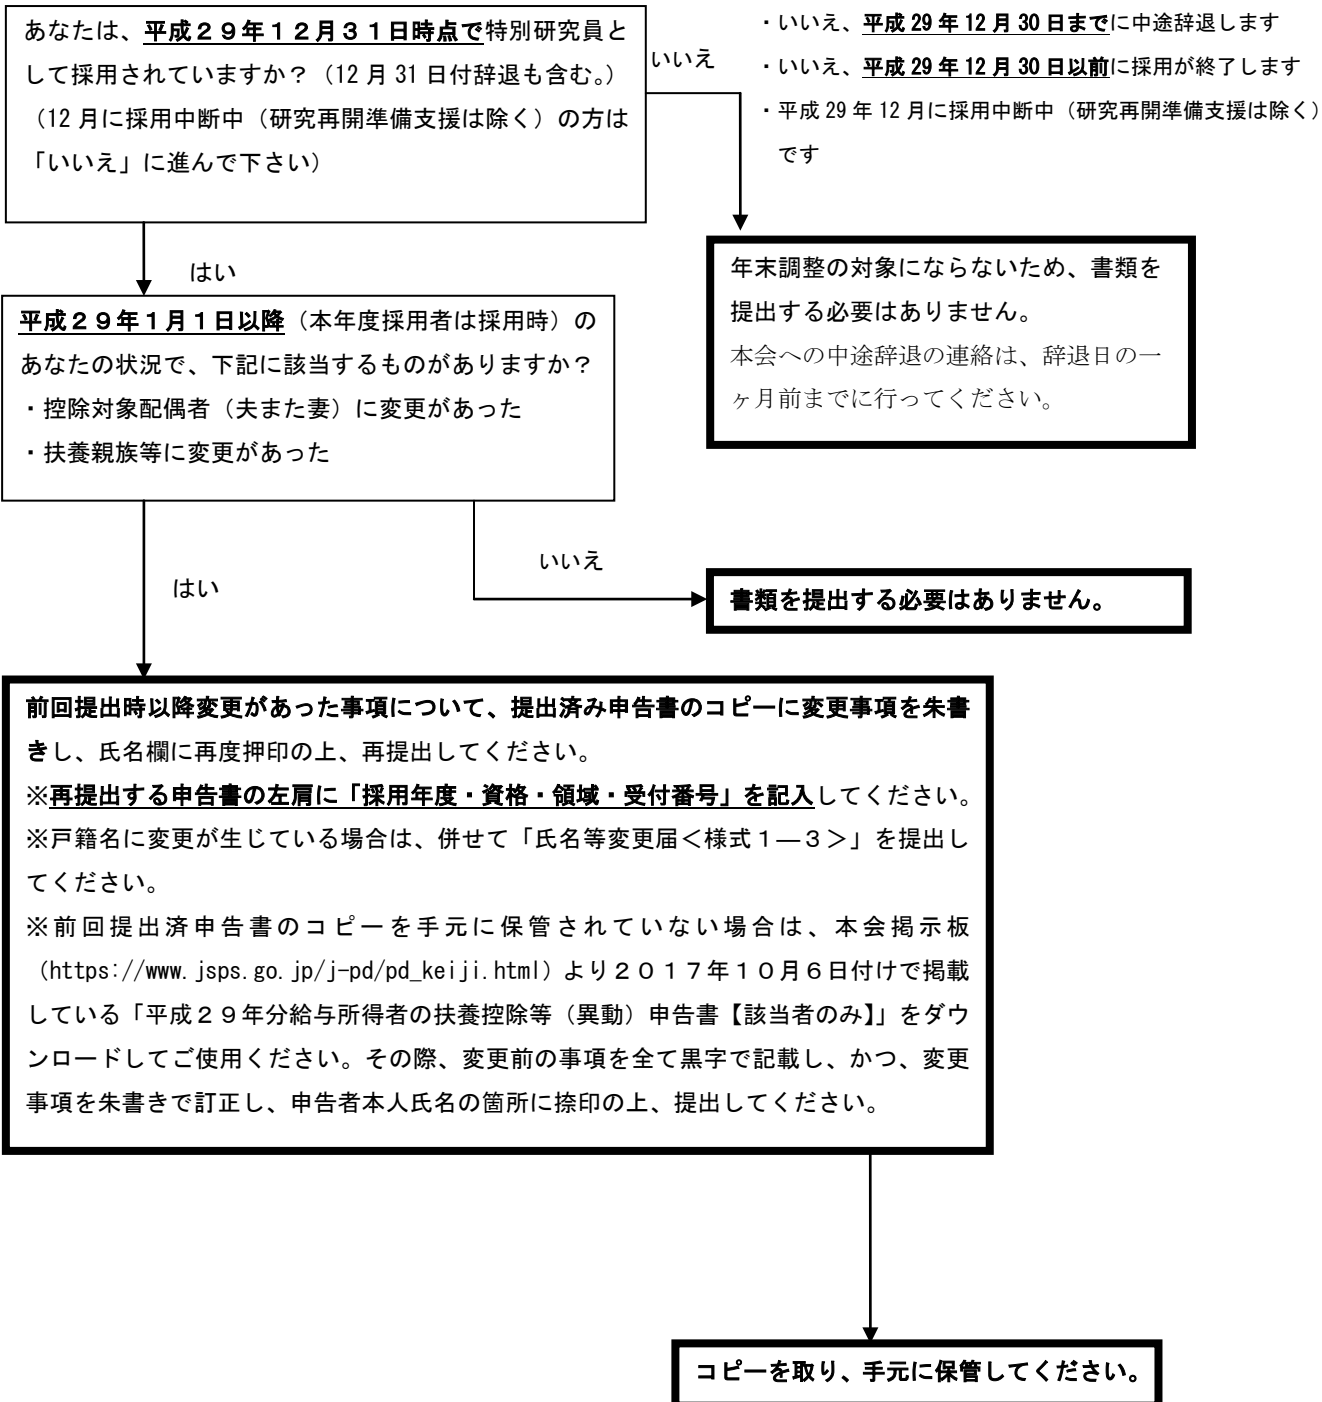 あなたは、平成２９年１２月３１日時点で特別研究員と
して採用されていますか？（12 月 31 日付辞退も含む。）
（12 月に採用中断中（研究再開準備支援は除く）の方は
「いいえ」に進んで下さい）
いいえ
・いいえ、平成 29 年 12 月 30 日までに中途辞退します
・いいえ、平成 29 年 12 月 30 日以前に採用が終了します
・平成 29 年 12 月に採用中断中（研究再開準備支援は除く）
です
年末調整の対象にならないため、書類を
提出する必要はありません。
本会への中途辞退の連絡は、辞退日の一
ヶ月前までに行ってください。
はい
平成２９年１月１日以降（本年度採用者は採用時）の
あなたの状況で、下記に該当するものがありますか？
・控除対象配偶者（夫また妻）に変更があった
・扶養親族等に変更があった
いいえ
はい
書類を提出する必要はありません。
前回提出時以降変更があった事項について、提出済み申告書のコピーに変更事項を朱書
きし、氏名欄に再度押印の上、再提出してください。
※再提出する申告書の左肩に「採用年度・資格・領域・受付番号」を記入してください。
※戸籍名に変更が生じている場合は、併せて「氏名等変更届＜様式１―３＞」を提出し
てください。
※前回提出済申告書のコピーを手元に保管されていない場合は、本会掲示板
（https://www.jsps.go.jp/j-pd/pd_keiji.html）より２０１７年１０月６日付けで掲載
している「平成２９年分給与所得者の扶養控除等（異動）申告書【該当者のみ】」をダウ
ンロードしてご使用ください。その際、変更前の事項を全て黒字で記載し、かつ、変更
事項を朱書きで訂正し、申告者本人氏名の箇所に捺印の上、提出してください。
コピーを取り、手元に保管してください。